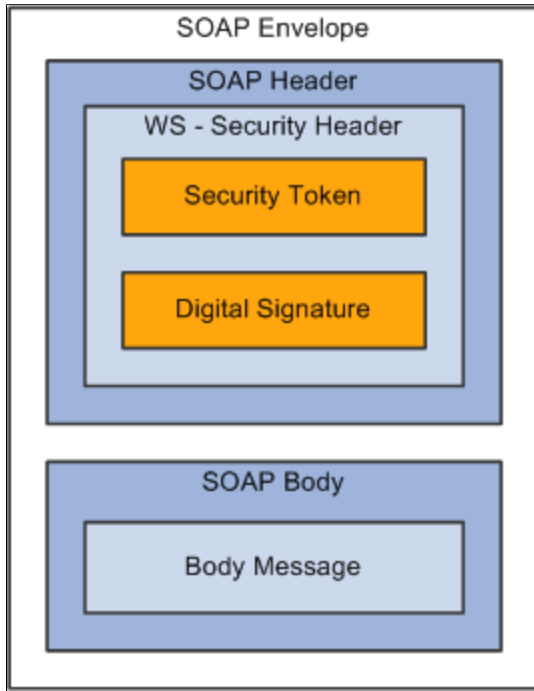 SOAP Envelope
SOAP Header
WS - Security Header
Security Token
Digital Signature
SOAP Body
Body Message